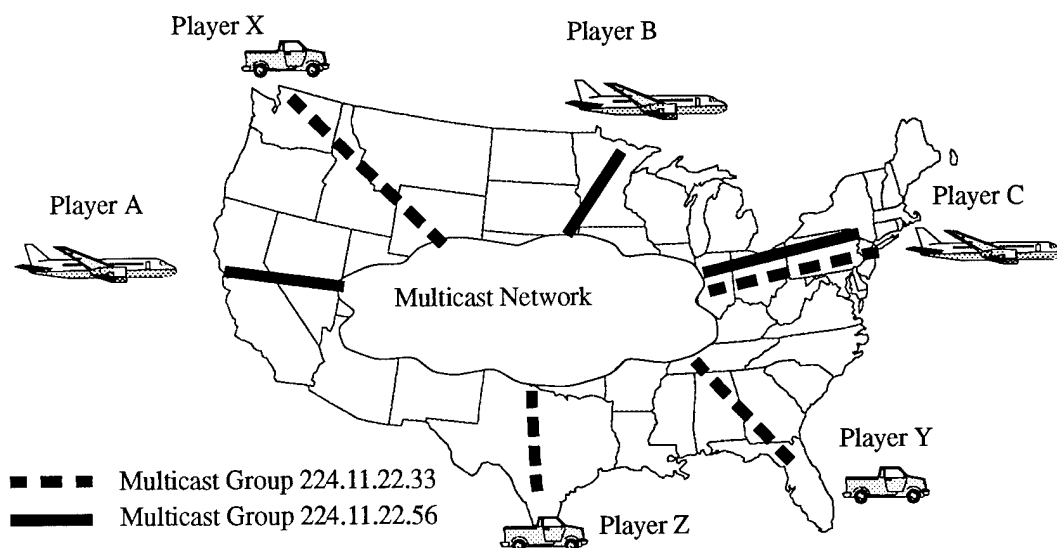 Player X
Player B
Player A
Player C
Multicast Network
Player Y
Multicast Group 224.11.22.33
Multicast Group 224.11.22.56
Player Z